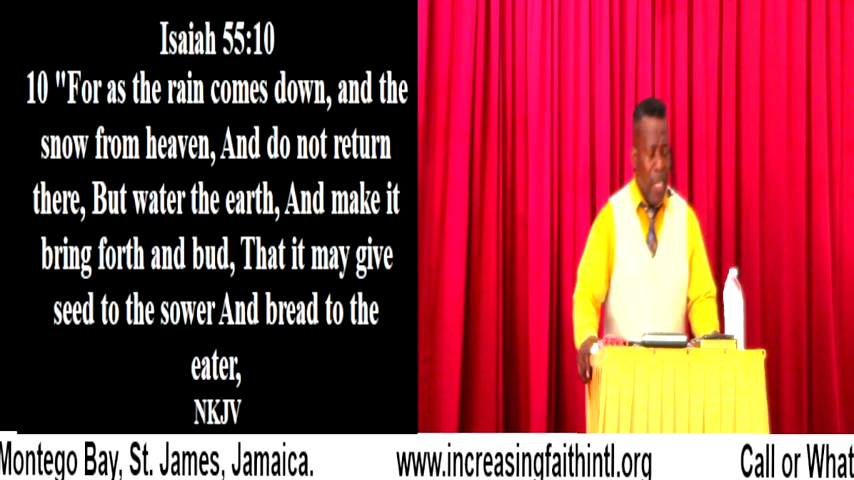 Isaiah 55:10
10 "For as the rain comes down, and the
snow from heaven, And do not return
there, But water the earth, And make it
bring forth and bud, That it may give
seed to the sower And bread to the
eater,
NKJV
Montego Bay, St. James, Jamaica. www.increasingfaithintl.org Call or What